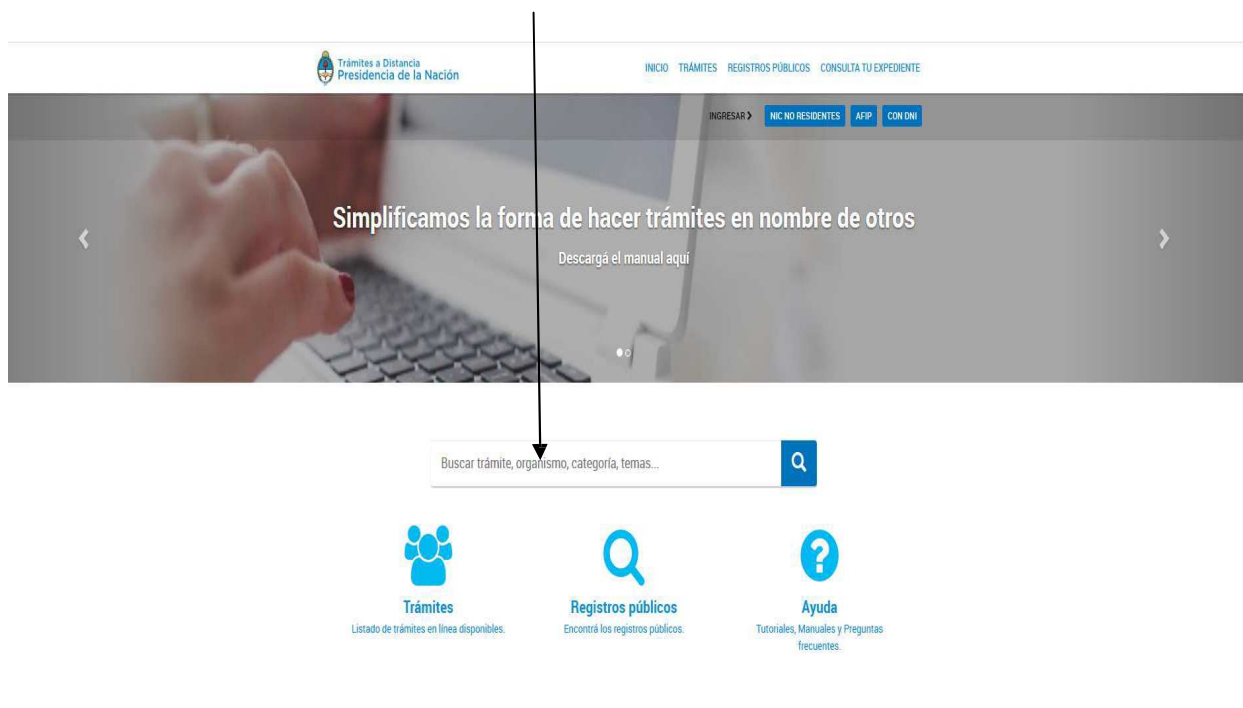 Trámites a Distancia
Presidencia de la Nación
INICIO TRÁMITES REGISTROS PÚBLICOS CONSULTA TU EXPEDIENTE
INGRESAR ❯ NIC NO RESIDENTES AFIP CON DNI
Simplificamos la forma de hacer trámites en nombre de otros
Descargá el manual aquí
Buscar trámite, organismo, categoría, temas...
Trámites
Listado de trámites en línea disponibles.
Registros públicos
Encontrá los registros públicos.
Ayuda
Tutoriales, Manuales y Preguntas
frecuentes.